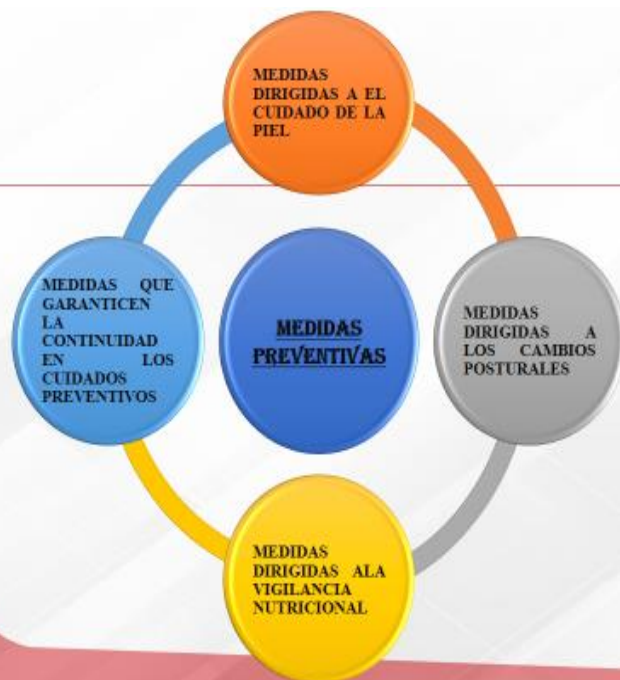 MEDIDAS
DIRIGIDAS A EL
CUIDADO DE LA
PIEL
MEDIDAS QUE
GARANTICEN
LA
CONTINUIDAD
EN LOS
CUIDADOS
PREVENTIVOS
MEDIDAS
PREVENTIVAS
MEDIDAS
DIRIGIDAS A
LOS CAMBIOS
POSTURALES
MEDIDAS
DIRIGIDAS ALA
VIGILANCIA
NUTRICIONAL